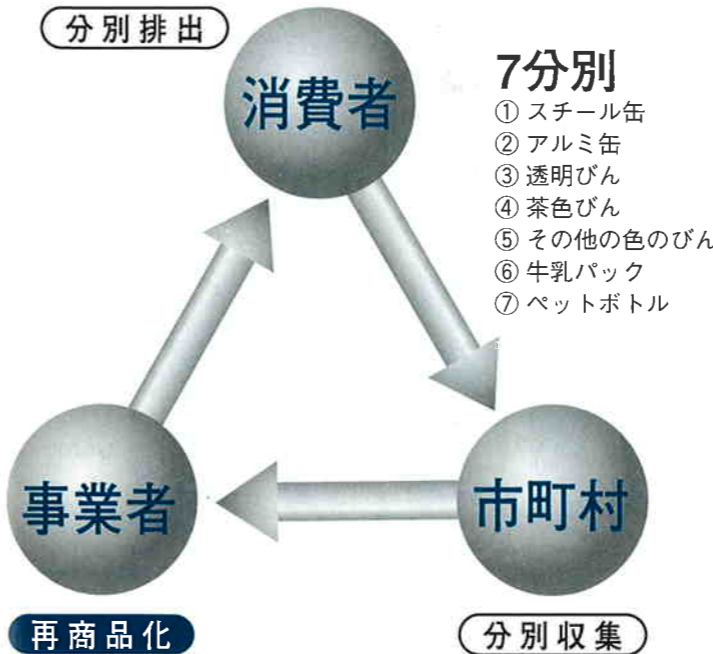 分別排出
消費者
7分別
① スチール缶
② アルミ缶
③ 透明びん
④ 茶色びん
⑤ その他の色のびん
⑥ 牛乳パック
⑦ ペットボトル
事業者
市町村
再商品化
分別収集